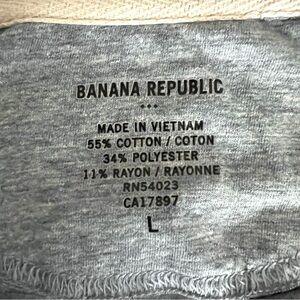 BANANA REPUBLIC
•••
MADE IN VIETNAM
55% COTTON / COTON
34% POLYESTER
11% RAYON / RAYONNE
RN54023
CA17897
L